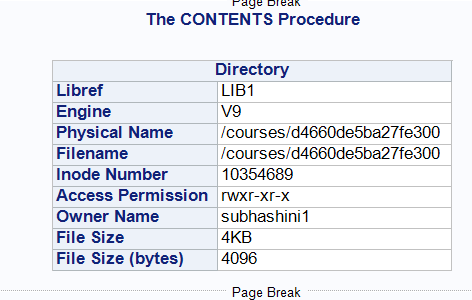 Page Break
The CONTENTS Procedure
Directory
Libref LIB1
Engine V9
Physical Name /courses/d4660de5ba27fe300
Filename /courses/d4660de5ba27fe300
Inode Number 10354689
Access Permission rwxr-xr-x
Owner Name subhashini1
File Size 4KB
File Size (bytes) 4096
Page Break